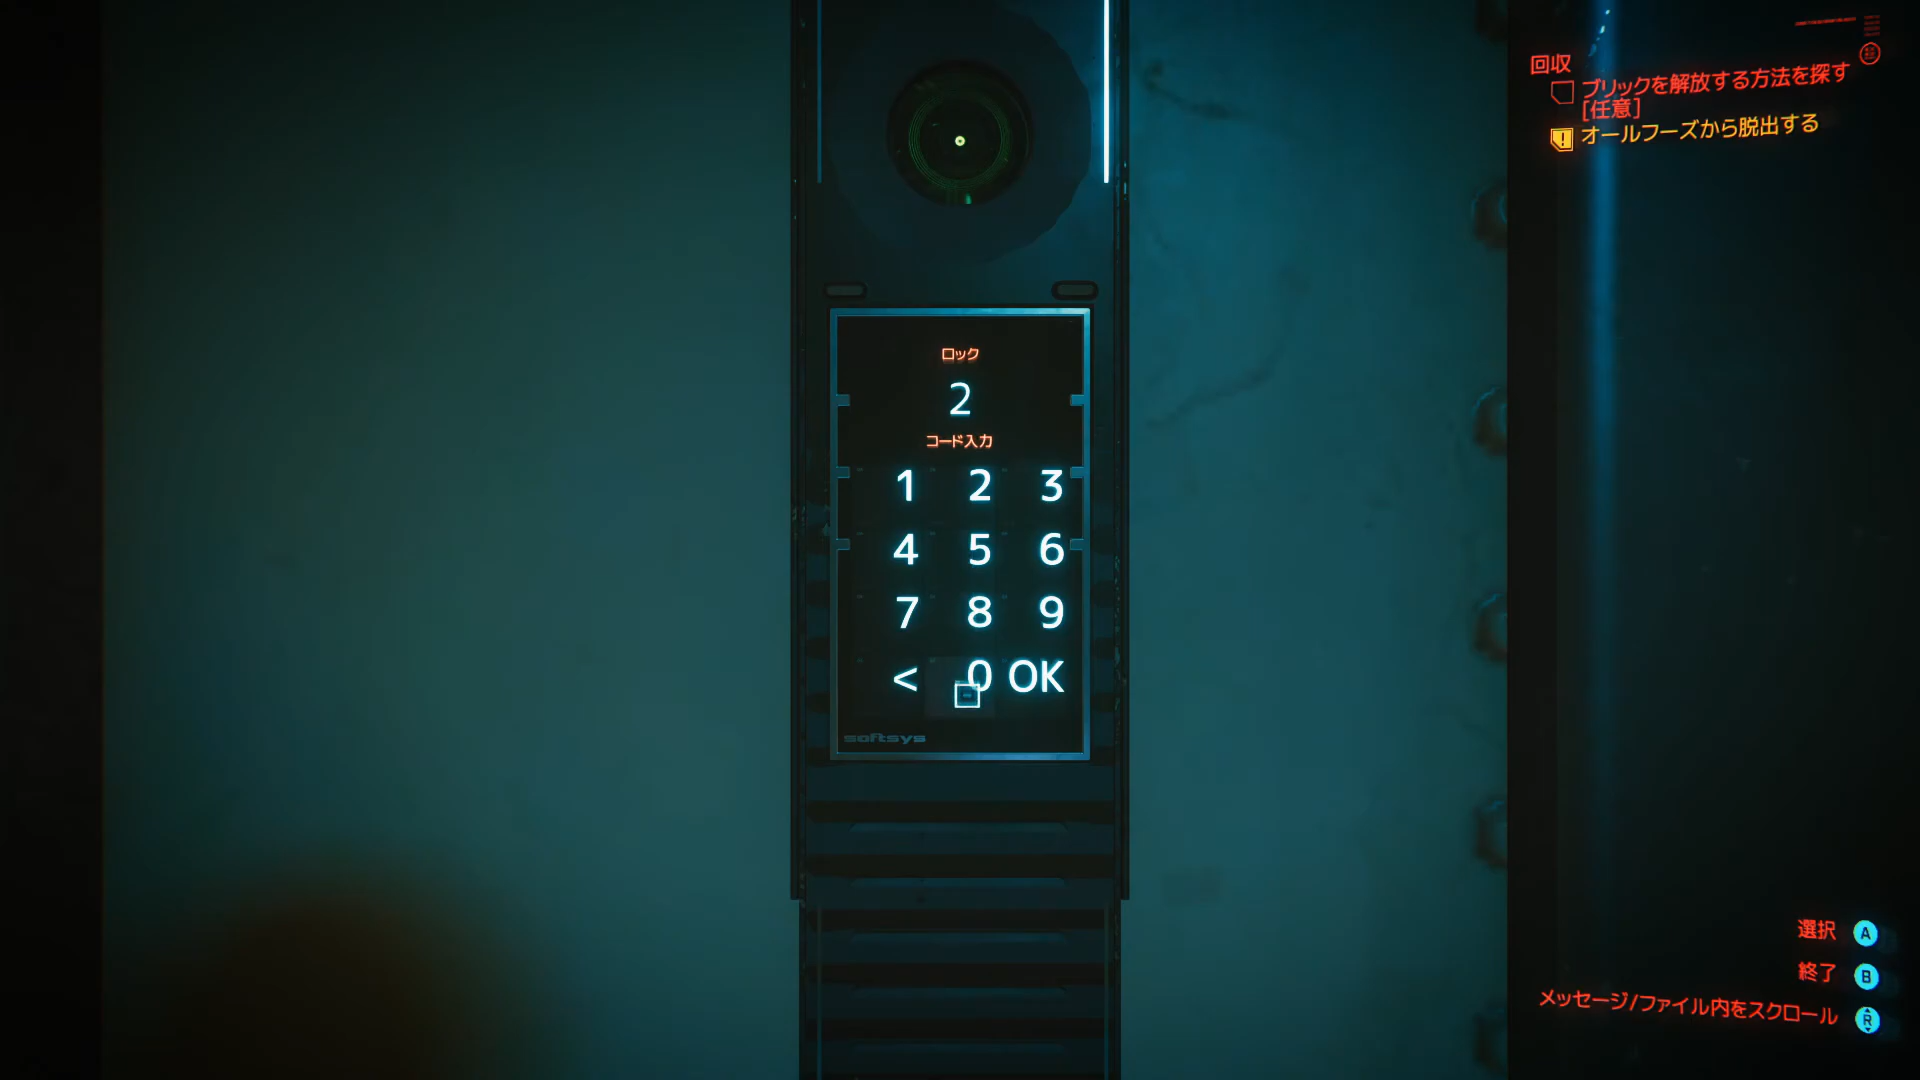 回収
ブリックを解放する方法を探す
[任意]
オールフーズから脱出する
ロック
2
コード入力
1 2 3
4 5 6
7 8 9
< 0 OK
softsys
選択 A
終了 B
メッセージ/ファイル内をスクロール R